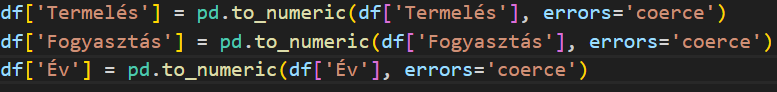 df['Termelés'] = pd.to_numeric(df['Termelés'], errors='coerce')
df['Fogyasztás'] = pd.to_numeric(df['Fogyasztás'], errors='coerce')
df['Év'] = pd.to_numeric(df['Év'], errors='coerce')